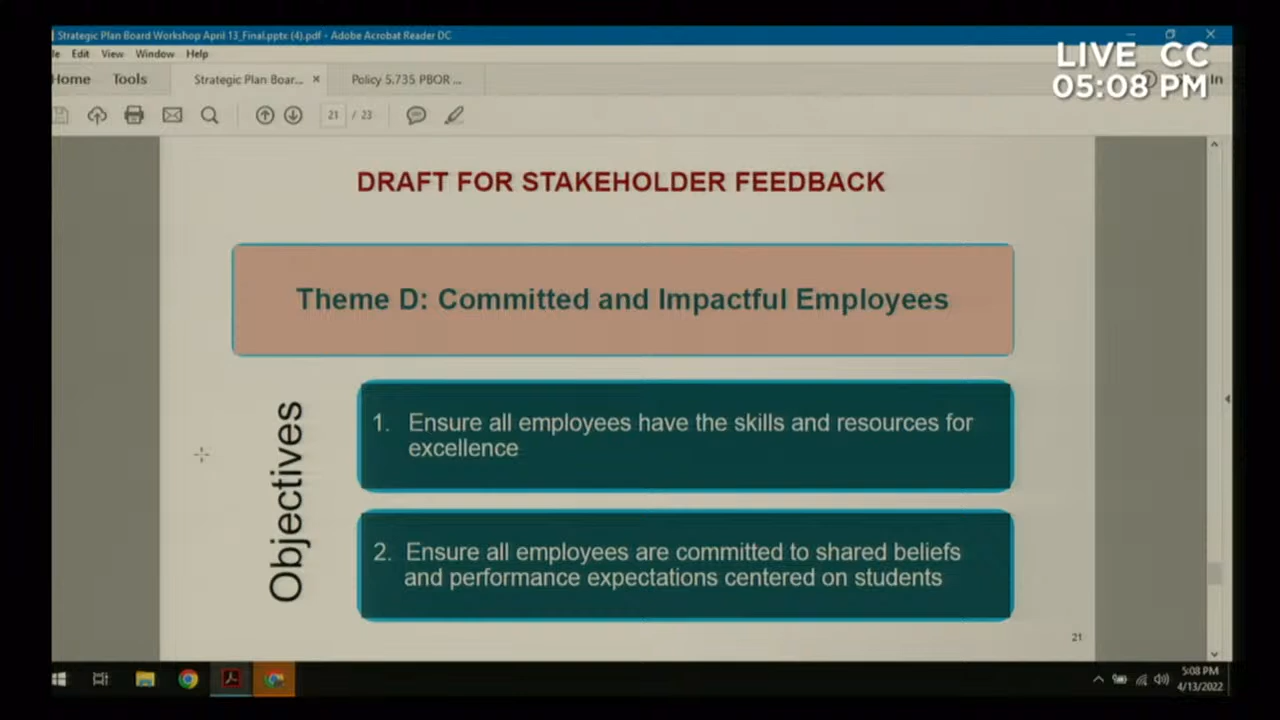 Strategic Plan Board Workshop April 13_Final.pptx (4).pdf - Adobe Acrobat Reader DC
Edit View Window Help
LIVE CC
05:08 PM
Home Tools Strategic Plan Boar... × Policy 5.735 PBOR ... In
21 / 23
DRAFT FOR STAKEHOLDER FEEDBACK
Theme D: Committed and Impactful Employees
Objectives
1. Ensure all employees have the skills and resources for
excellence
2. Ensure all employees are committed to shared beliefs
and performance expectations centered on students
21
5:08 PM
4/13/2022